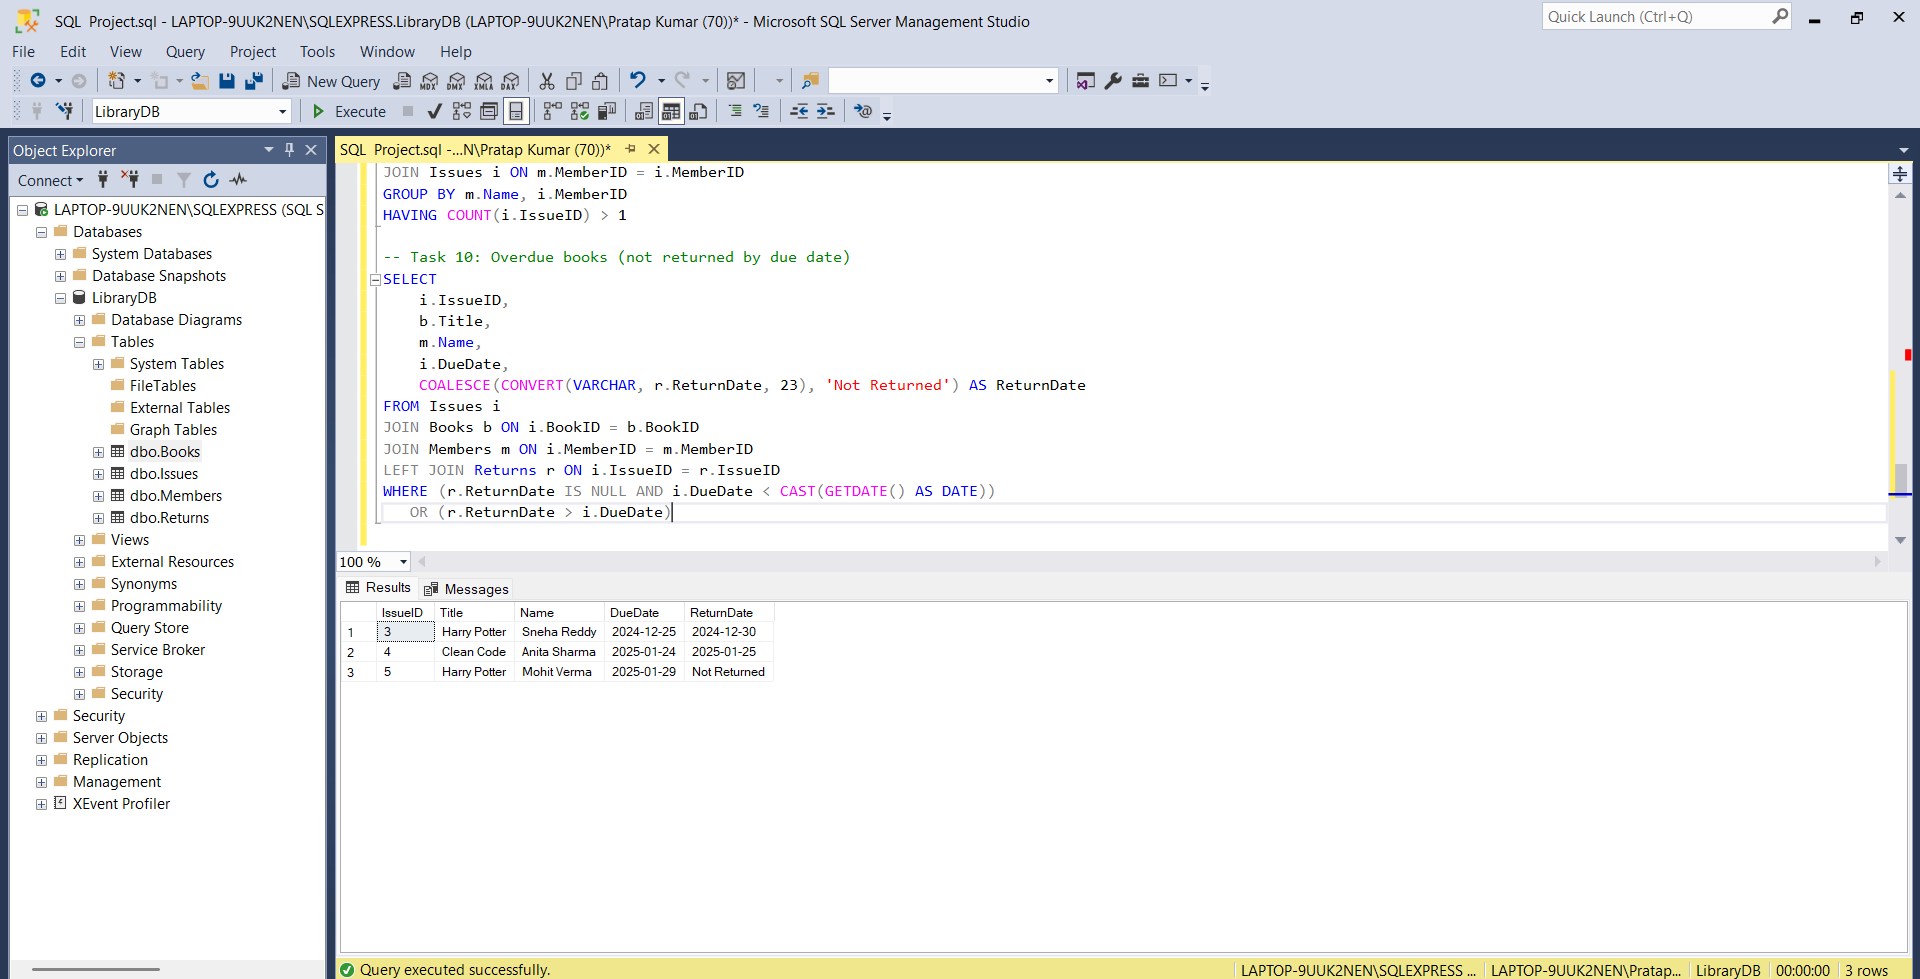 SQL Project.sql - LAPTOP-9UUK2NEN\SQLEXPRESS.LibraryDB (LAPTOP-9UUK2NEN\Pratap Kumar (70))* - Microsoft SQL Server Management Studio
Quick Launch (Ctrl+Q)
File Edit View Query Project Tools Window Help
New Query MDX DMX XMLA DAX
LibraryDB Execute
Object Explorer
Connect
LAPTOP-9UUK2NEN\SQLEXPRESS (SQL S
Databases
System Databases
Database Snapshots
LibraryDB
Database Diagrams
Tables
System Tables
FileTables
External Tables
Graph Tables
dbo.Books
dbo.Issues
dbo.Members
dbo.Returns
Views
External Resources
Synonyms
Programmability
Query Store
Service Broker
Storage
Security
Security
Server Objects
Replication
Management
XEvent Profiler
SQL Project.sql -...N\Pratap Kumar (70))*
JOIN Issues i ON m.MemberID = i.MemberID
GROUP BY m.Name, i.MemberID
HAVING COUNT(i.IssueID) > 1
-- Task 10: Overdue books (not returned by due date)
SELECT
i.IssueID,
b.Title,
m.Name,
i.DueDate,
COALESCE(CONVERT(VARCHAR, r.ReturnDate, 23), 'Not Returned') AS ReturnDate
FROM Issues i
JOIN Books b ON i.BookID = b.BookID
JOIN Members m ON i.MemberID = m.MemberID
LEFT JOIN Returns r ON i.IssueID = r.IssueID
WHERE (r.ReturnDate IS NULL AND i.DueDate < CAST(GETDATE() AS DATE))
OR (r.ReturnDate > i.DueDate)
100 %
Results Messages
IssueID Title Name DueDate ReturnDate
1 3 Harry Potter Sneha Reddy 2024-12-25 2024-12-30
2 4 Clean Code Anita Sharma 2025-01-24 2025-01-25
3 5 Harry Potter Mohit Verma 2025-01-29 Not Returned
Query executed successfully.
LAPTOP-9UUK2NEN\SQLEXPRESS ... LAPTOP-9UUK2NEN\Pratap... LibraryDB 00:00:00 3 rows